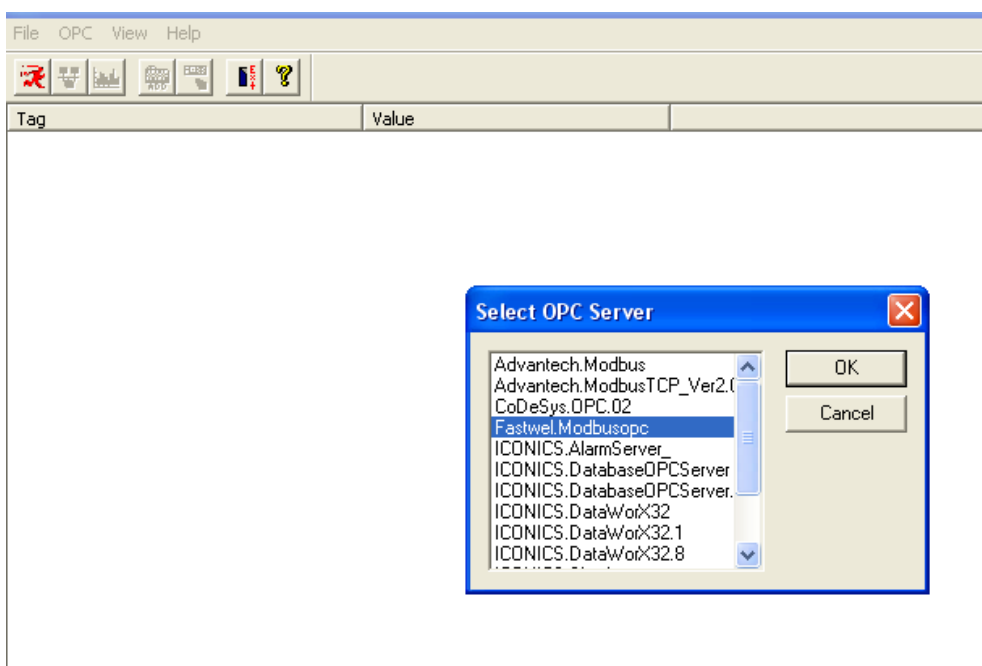 File OPC View Help
Tag Value
Select OPC Server
Advantech.Modbus
Advantech.ModbusTCP_Ver2.0
CoDeSys.OPC.02
Fastwel.Modbusopc
ICONICS.AlarmServer_
ICONICS.DatabaseOPCServer
ICONICS.DatabaseOPCServer.
ICONICS.DataWorX32
ICONICS.DataWorX32.1
ICONICS.DataWorX32.8
OK
Cancel